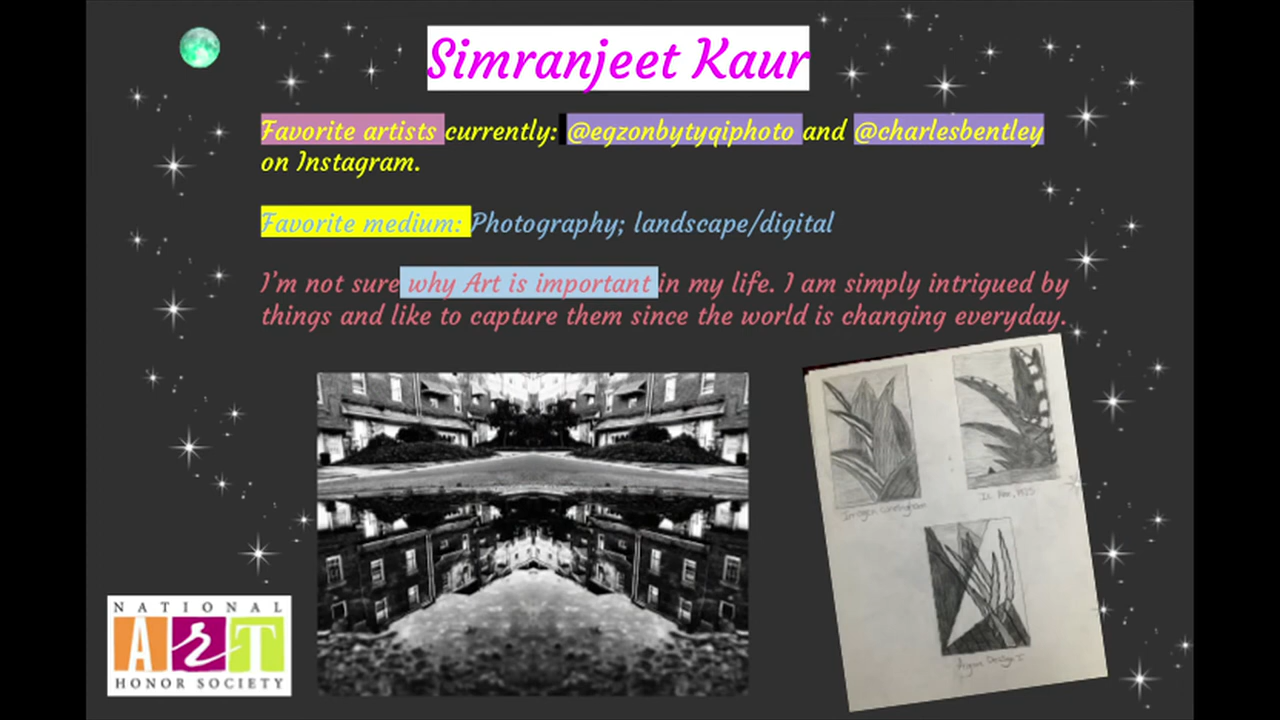 Simranjeet Kaur
Favorite artists currently: @egzonbytyqiphoto and @charlesbentley
on Instagram.
Favorite medium: Photography; landscape/digital
I'm not sure why Art is important in my life. I am simply intrigued by
things and like to capture them since the world is changing everyday.
NATIONAL
ArT
HONOR SOCIETY
Imogen Cunningham